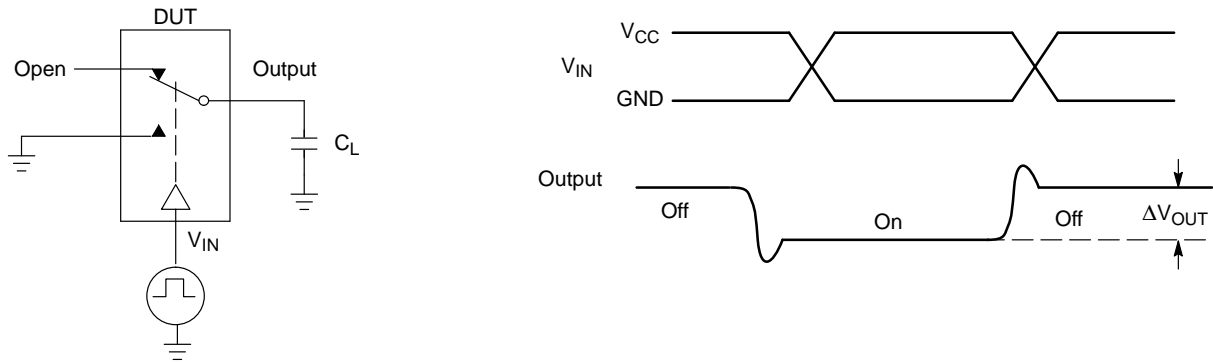 DUT
Open
Output
C_L
V_IN
V_CC
V_IN
GND
Output
Off
On
Off
ΔV_OUT